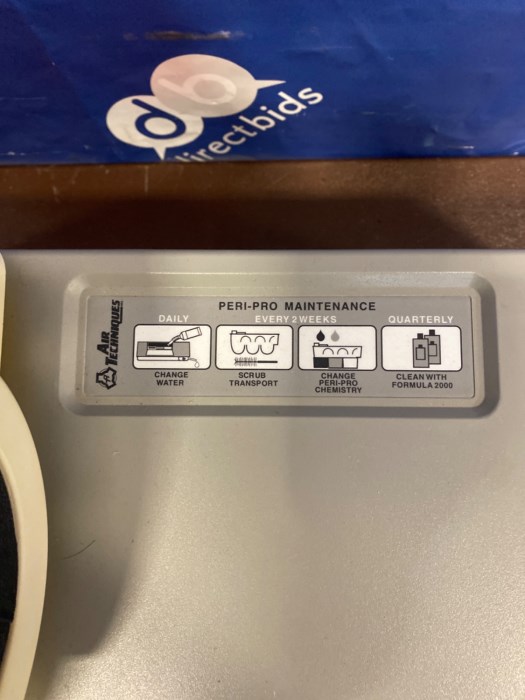 db
directbids
AIR
TECHNIQUES
PERI-PRO MAINTENANCE
DAILY
EVERY 2 WEEKS
QUARTERLY
CHANGE
WATER
SCRUB
TRANSPORT
CHANGE
PERI-PRO
CHEMISTRY
CLEAN WITH
FORMULA 2000